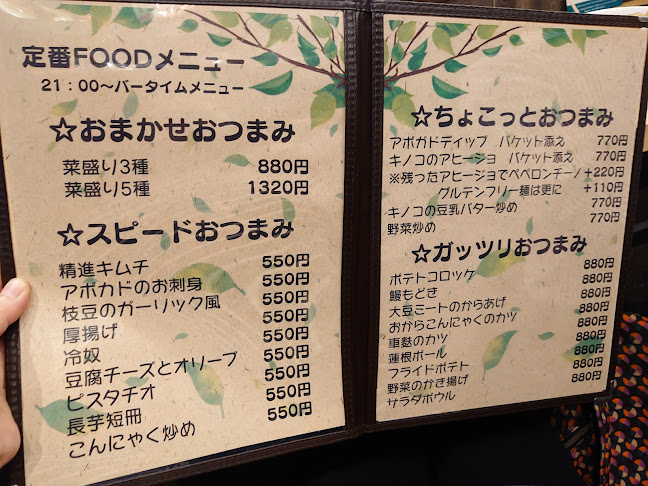 定番FOODメニュー
21：00～バータイムメニュー
☆おまかせおつまみ
菜盛り3種 880円
菜盛り5種 1320円
☆スピードおつまみ
精進キムチ 550円
アボカドのお刺身 550円
枝豆のガーリック風 550円
厚揚げ 550円
冷奴 550円
豆腐チーズとオリーブ 550円
ピスタチオ 550円
長芋短冊 550円
こんにゃく炒め 550円
☆ちょこっとおつまみ
アボガドディップ　バケット添え 770円
キノコのアヒージョ　バケット添え 770円
※残ったアヒージョでペペロンチーノ +220円
グルテンフリー麺は更に +110円
キノコの豆乳バター炒め 770円
野菜炒め 770円
☆ガッツリおつまみ
ポテトコロッケ 880円
鰻もどき 880円
大豆ミートのからあげ 880円
おからこんにゃくのカツ 880円
車麩のカツ 880円
蓮根ボール 880円
フライドポテト 880円
野菜のかき揚げ 880円
サラダボウル 880円